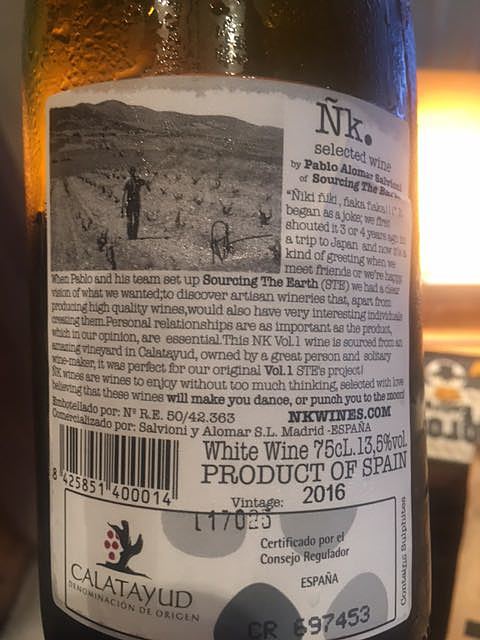 Ñk.
selected wine
by Pablo Alomar Salvioni
of Sourcing The
"Ñiki ñiki, ñaka ñaka!!!".
began as a joke; we first
shouted it 3 or 4 years ago
a trip to Japan and now
kind of greeting when we
meet friends or we're happy
When Pablo and his team set up Sourcing The Earth (STE) we had a clear
vision of what we wanted;to discover artisan wineries that, apart from
producing high quality wines,would also have very interesting individuals
creating them.Personal relationships are as important as the product,
which in our opinion, are essential.This NK Vol.1 wine is sourced from an
amazing vineyard in Calatayud, owned by a great person and solitary
wine-maker, it was perfect for our original Vol.1 STE's project!
ÑK wines are wines to enjoy without too much thinking, selected with love
believing that these wines will make you dance, or punch you to the moon!
Embotellado por: Nº R.E. 50/42.363 NKWINES.COM
Comercializado por: Salvioni y Alomar S.L. Madrid -ESPAÑA
White Wine 75cL.13,5%vol.
PRODUCT OF SPAIN
8 425851 400014
Vintage:
2016
L17023
Certificado por el
Consejo Regulador
ESPAÑA
CALATAYUD
DENOMINACIÓN DE ORIGEN
CR 697453
Contains Sulphites